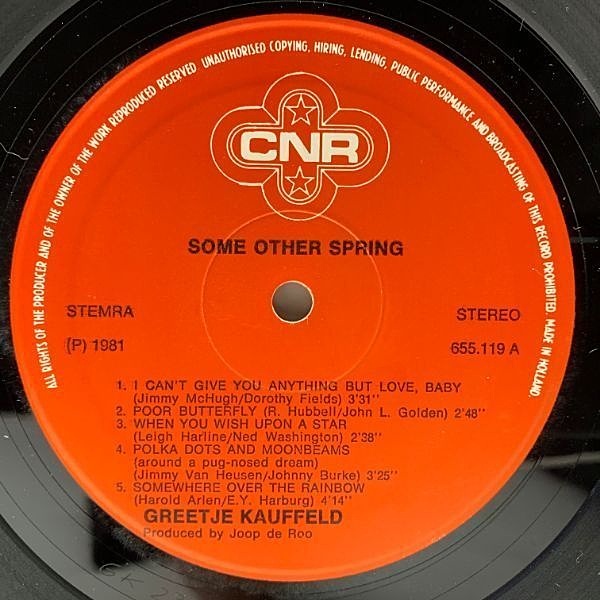 ALL RIGHTS OF THE PRODUCER AND OF THE OWNER OF THE WORK REPRODUCED RESERVED UNAUTHORISED COPYING, HIRING, LENDING, PUBLIC PERFORMANCE AND BROADCASTING OF THIS RECORD PROHIBITED. MADE IN HOLLAND.
CNR
SOME OTHER SPRING
STEMRA
STEREO
(P) 1981
655.119 A
1. I CAN'T GIVE YOU ANYTHING BUT LOVE, BABY
(Jimmy McHugh/Dorothy Fields) 3'31"
2. POOR BUTTERFLY (R. Hubbell/John L. Golden) 2'48"
3. WHEN YOU WISH UPON A STAR
(Leigh Harline/Ned Washington) 2'38"
4. POLKA DOTS AND MOONBEAMS
(around a pug-nosed dream)
(Jimmy Van Heusen/Johnny Burke) 3'25"
5. SOMEWHERE OVER THE RAINBOW
(Harold Arlen/E.Y. Harburg) 4'14"
GREETJE KAUFFELD
Produced by Joop de Roo